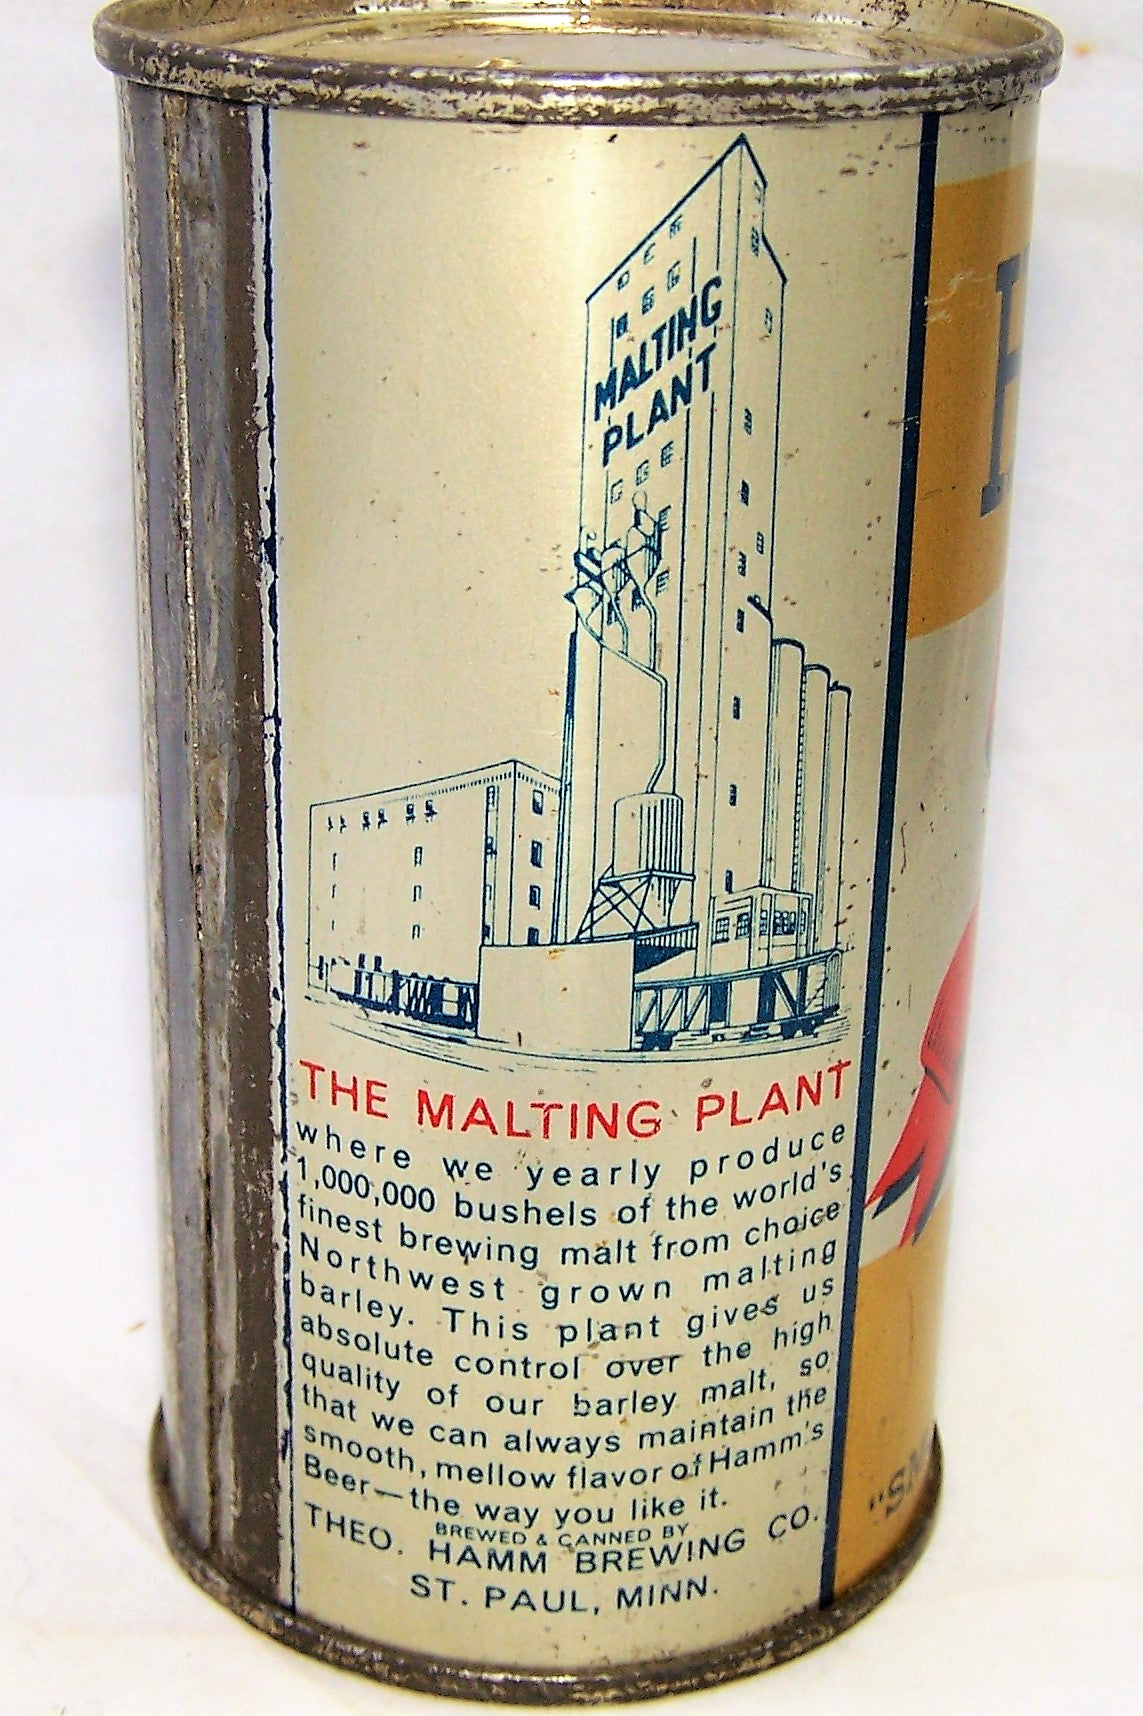 MALTING
PLANT
THE MALTING PLANT
where we yearly produce
1,000,000 bushels of the world's
finest brewing malt from choice
Northwest grown malting
barley. This plant gives us
absolute control over the high
quality of our barley malt, so
that we can always maintain the
smooth, mellow flavor of Hamm's
Beer—the way you like it.
BREWED & CANNED BY
THEO. HAMM BREWING CO.
ST. PAUL, MINN.
H
"SM